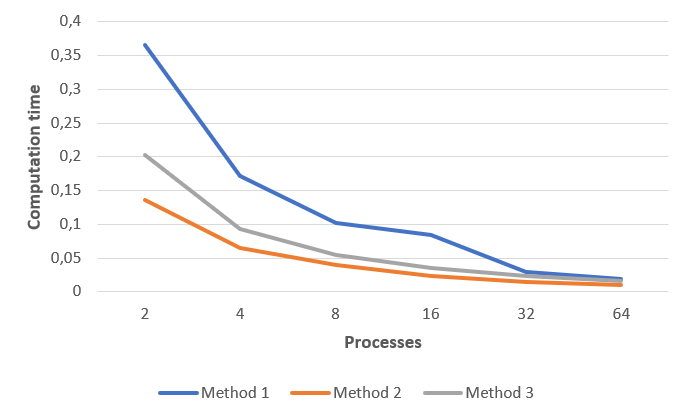 0,4
0,35
0,3
0,25
0,2
0,15
0,1
0,05
0
Computation time
2 4 8 16 32 64
Processes
Method 1 Method 2 Method 3